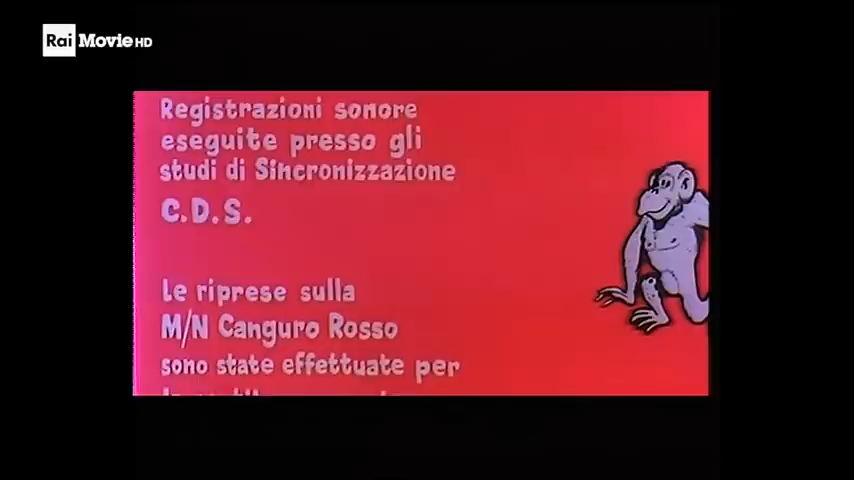 Rai Movie HD
Registrazioni sonore
eseguite presso gli
studi di Sincronizzazione
C.D.S.
Le riprese sulla
M/N Canguro Rosso
sono state effettuate per